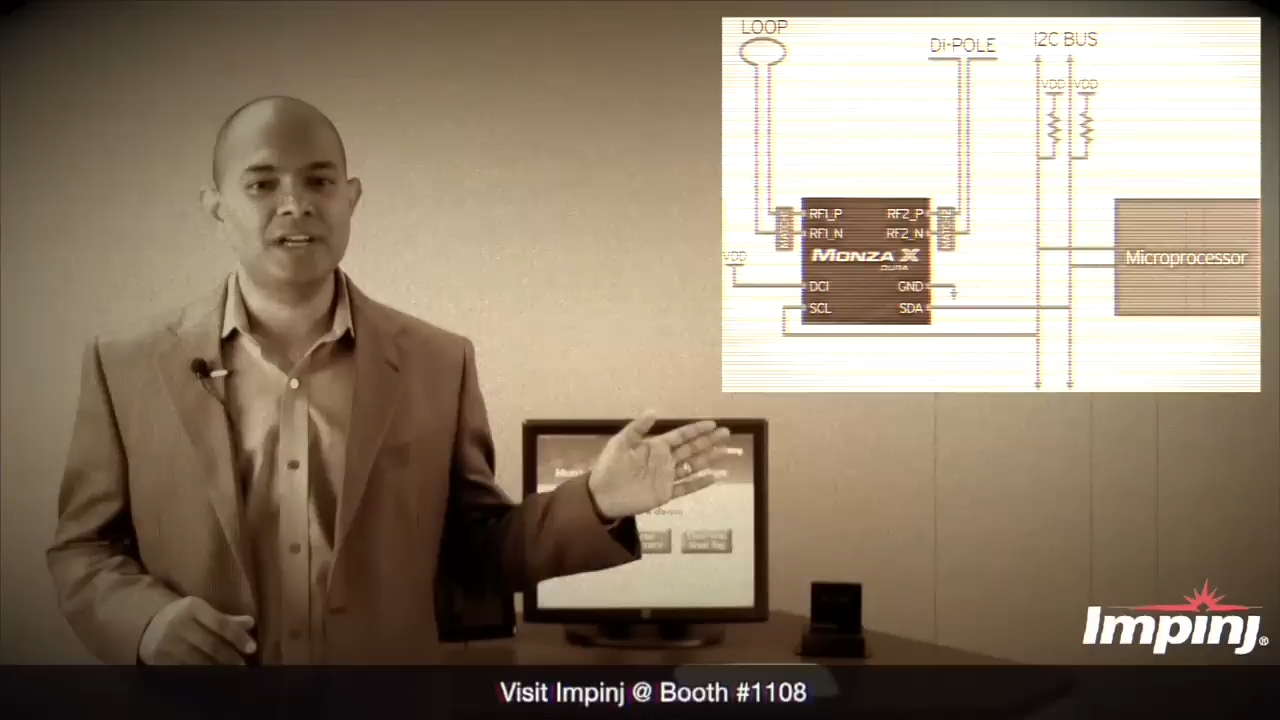 LOOP
DI-POLE
I2C BUS
VDD VDD
RF1_P RF2_P
RF1_N RF2_N
MONZA X
DURA
VDD
DCI GND
SCL SDA
Microprocessor
Impinj®
Visit Impinj @ Booth #1108